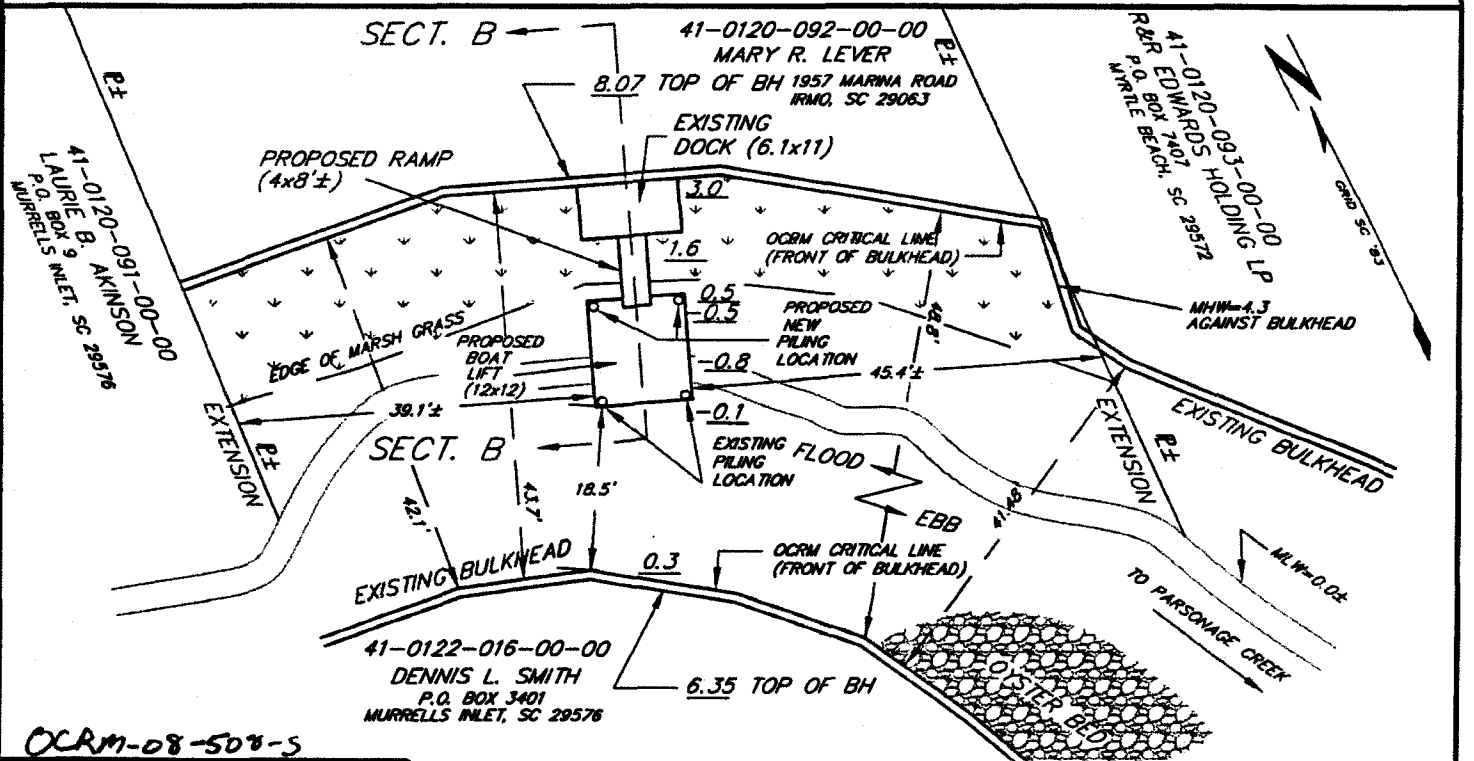 SECT. B
41-0120-092-00-00
MARY R. LEVER
1957 MARINA ROAD
IRMO, SC 29063
8.07 TOP OF BH
P±
P±
41-0120-093-00-00
R&R EDWARDS HOLDING LP
P.O. BOX 7407
MYRTLE BEACH, SC 29572
N
GRID SC '83
41-0120-091-00-00
LAURIE B. AKINSON
P.O. BOX 9
MURRELLS INLET, SC 29576
PROPOSED RAMP
(4x8'±)
EXISTING
DOCK (6.1x11)
3.0'
1.6
0.5
-0.5
-0.8
-0.1
OCRM CRITICAL LINE
(FRONT OF BULKHEAD)
MHW=4.3
AGAINST BULKHEAD
EDGE OF MARSH GRASS
PROPOSED
BOAT
LIFT
(12x12)
PROPOSED
NEW
PILING
LOCATION
48.8'
45.4'±
39.1'±
EXTENSION
P±
EXTENSION
P±
EXISTING BULKHEAD
SECT. B
EXISTING
PILING
LOCATION
FLOOD
EBB
42.1'
43.7'
18.5'
41.48'
EXISTING BULKHEAD
0.3
OCRM CRITICAL LINE
(FRONT OF BULKHEAD)
MLW=0.0±
TO PARSONAGE CREEK
41-0122-016-00-00
DENNIS L. SMITH
P.O. BOX 3401
MURRELLS INLET, SC 29576
6.35 TOP OF BH
OYSTER BED
OCRM-08-508-S